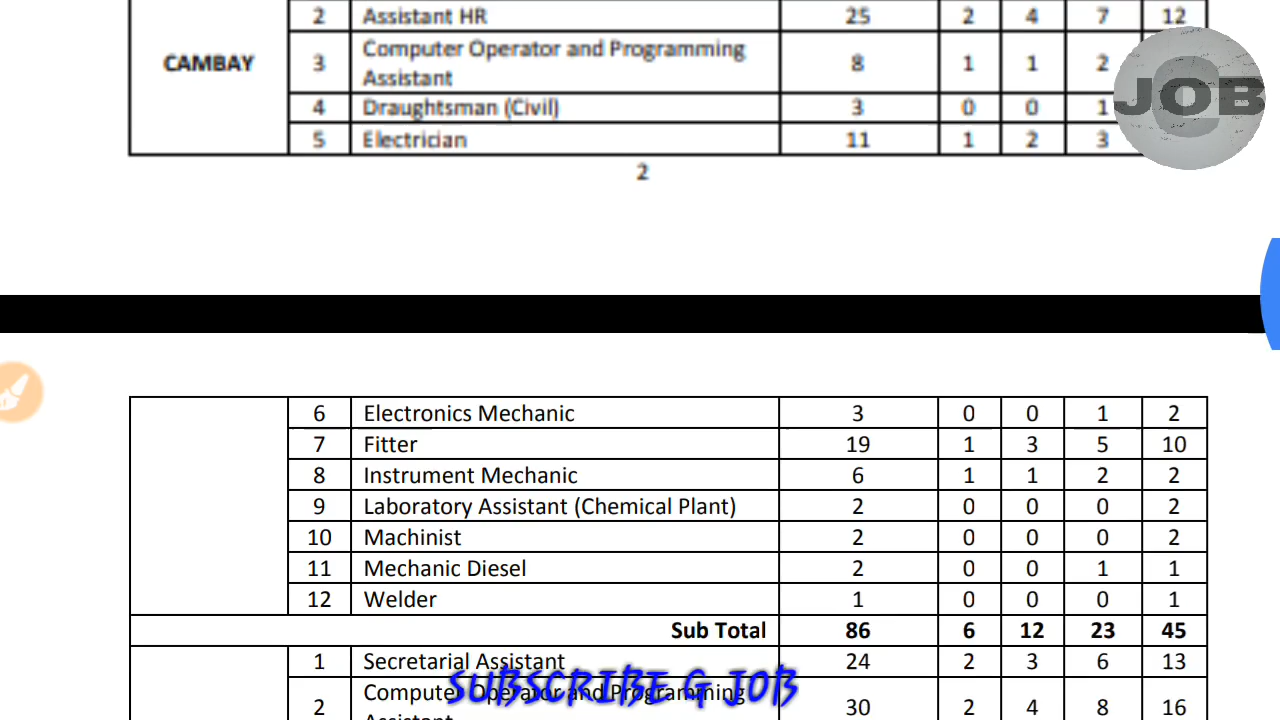 2 Assistant HR 25 2 4 7 12
CAMBAY 3 Computer Operator and Programming Assistant 8 1 1 2
4 Draughtsman (Civil) 3 0 0 1
5 Electrician 11 1 2 3
JOB
G
2
6 Electronics Mechanic 3 0 0 1 2
7 Fitter 19 1 3 5 10
8 Instrument Mechanic 6 1 1 2 2
9 Laboratory Assistant (Chemical Plant) 2 0 0 0 2
10 Machinist 2 0 0 0 2
11 Mechanic Diesel 2 0 0 1 1
12 Welder 1 0 0 0 1
Sub Total 86 6 12 23 45
1 Secretarial Assistant 24 2 3 6 13
2 Computer Operator and Programming Assistant 30 2 4 8 16
SUBSCRIBE G JOB